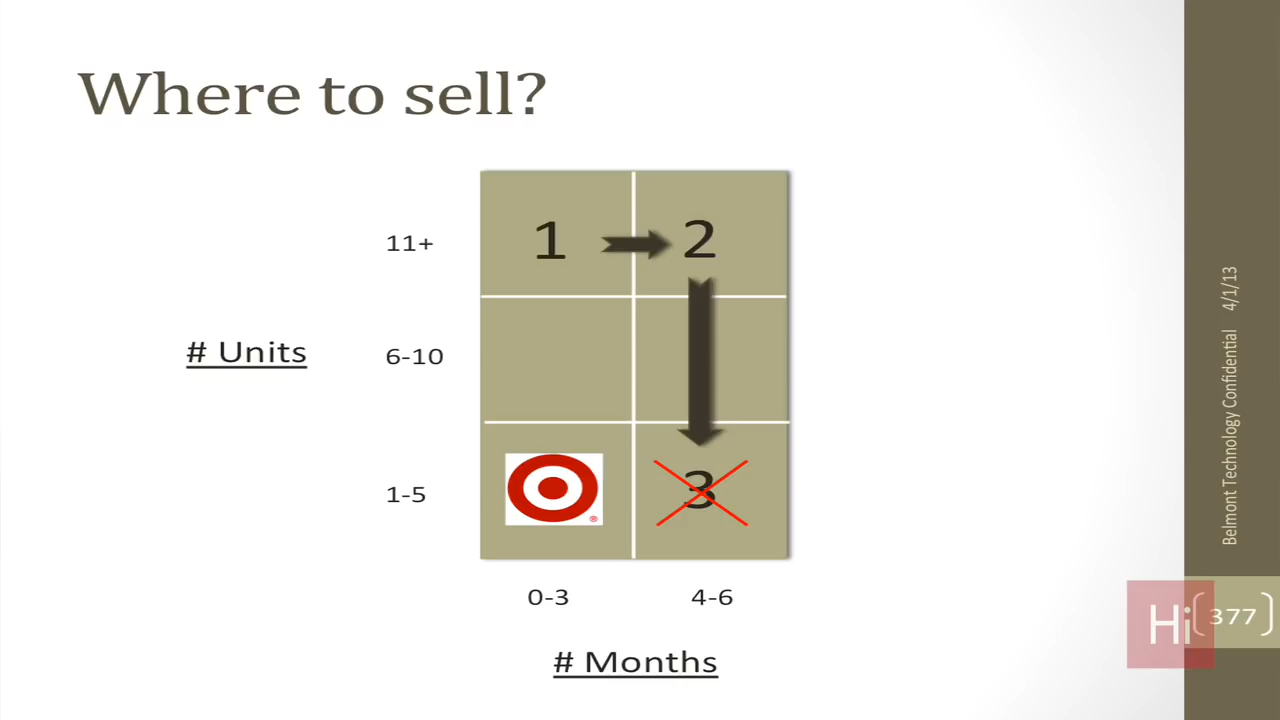 Where to sell?
11+
1
2
# Units
6-10
1-5
®
3
0-3
4-6
# Months
Belmont Technology Confidential 4/1/13
Hi
377